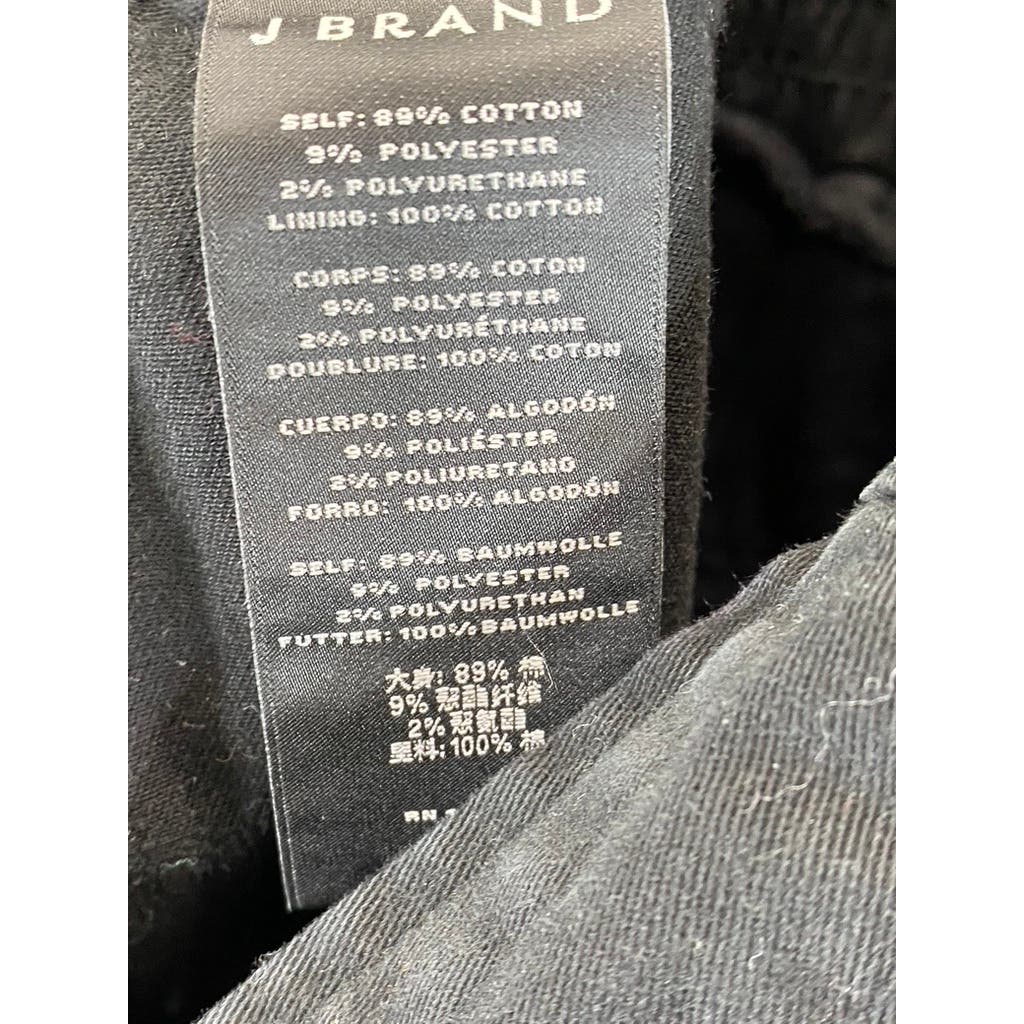 J BRAND
SELF: 89% COTTON
9% POLYESTER
2% POLYURETHANE
LINING: 100% COTTON
CORPS: 89% COTON
9% POLYESTER
2% POLYURÉTHANE
DOUBLURE: 100% COTON
CUERPO: 89% ALGODÓN
9% POLIÉSTER
2% POLIURETANO
FORRO: 100% ALGODÓN
SELF: 89% BAUMWOLLE
9% POLYESTER
2% POLYURETHAN
FUTTER: 100% BAUMWOLLE
大身: 89% 棉
9% 聚酯纤维
2% 聚氨酯
里料: 100% 棉
RN